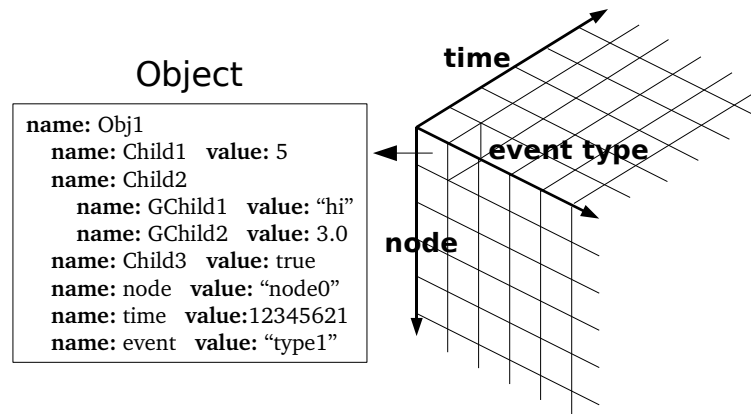 Object
name: Obj1
name: Child1 value: 5
name: Child2
name: GChild1 value: “hi”
name: GChild2 value: 3.0
name: Child3 value: true
name: node value: “node0”
name: time value:12345621
name: event value: “type1”
time
event type
node